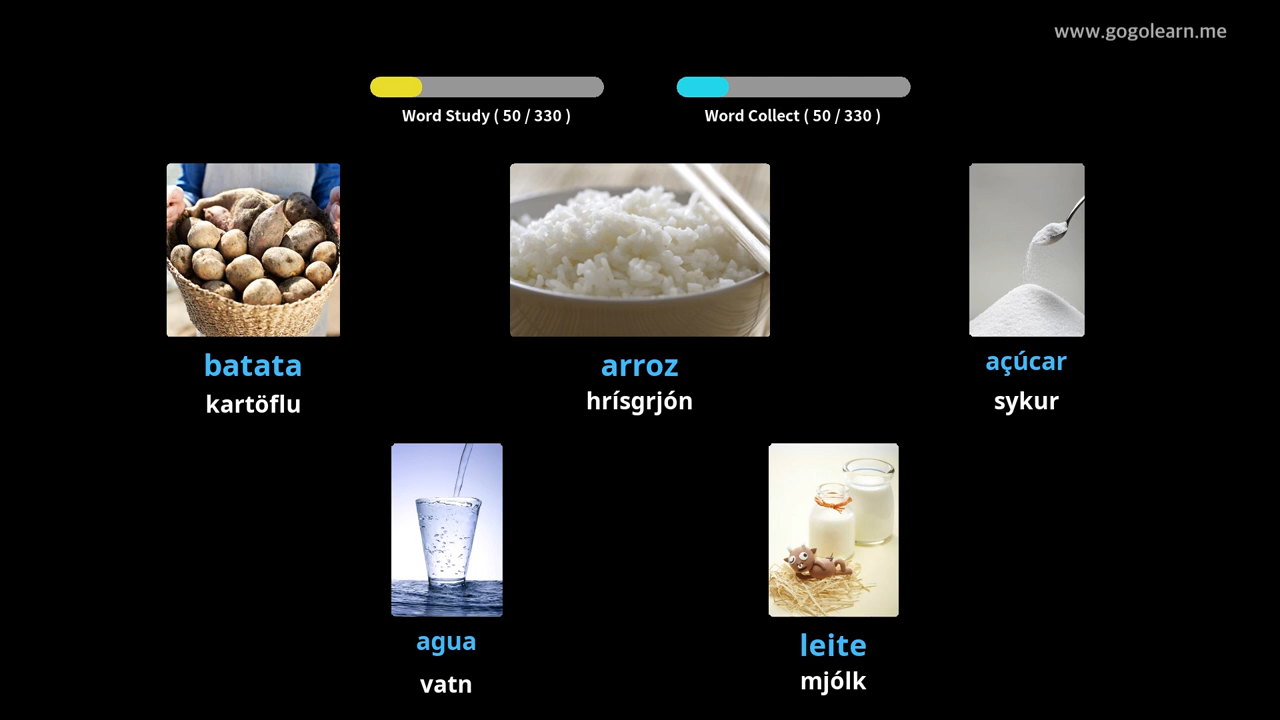 www.gogolearn.me
Word Study ( 50 / 330 )
Word Collect ( 50 / 330 )
batata
kartöflu
arroz
hrísgrjón
açúcar
sykur
agua
vatn
leite
mjólk